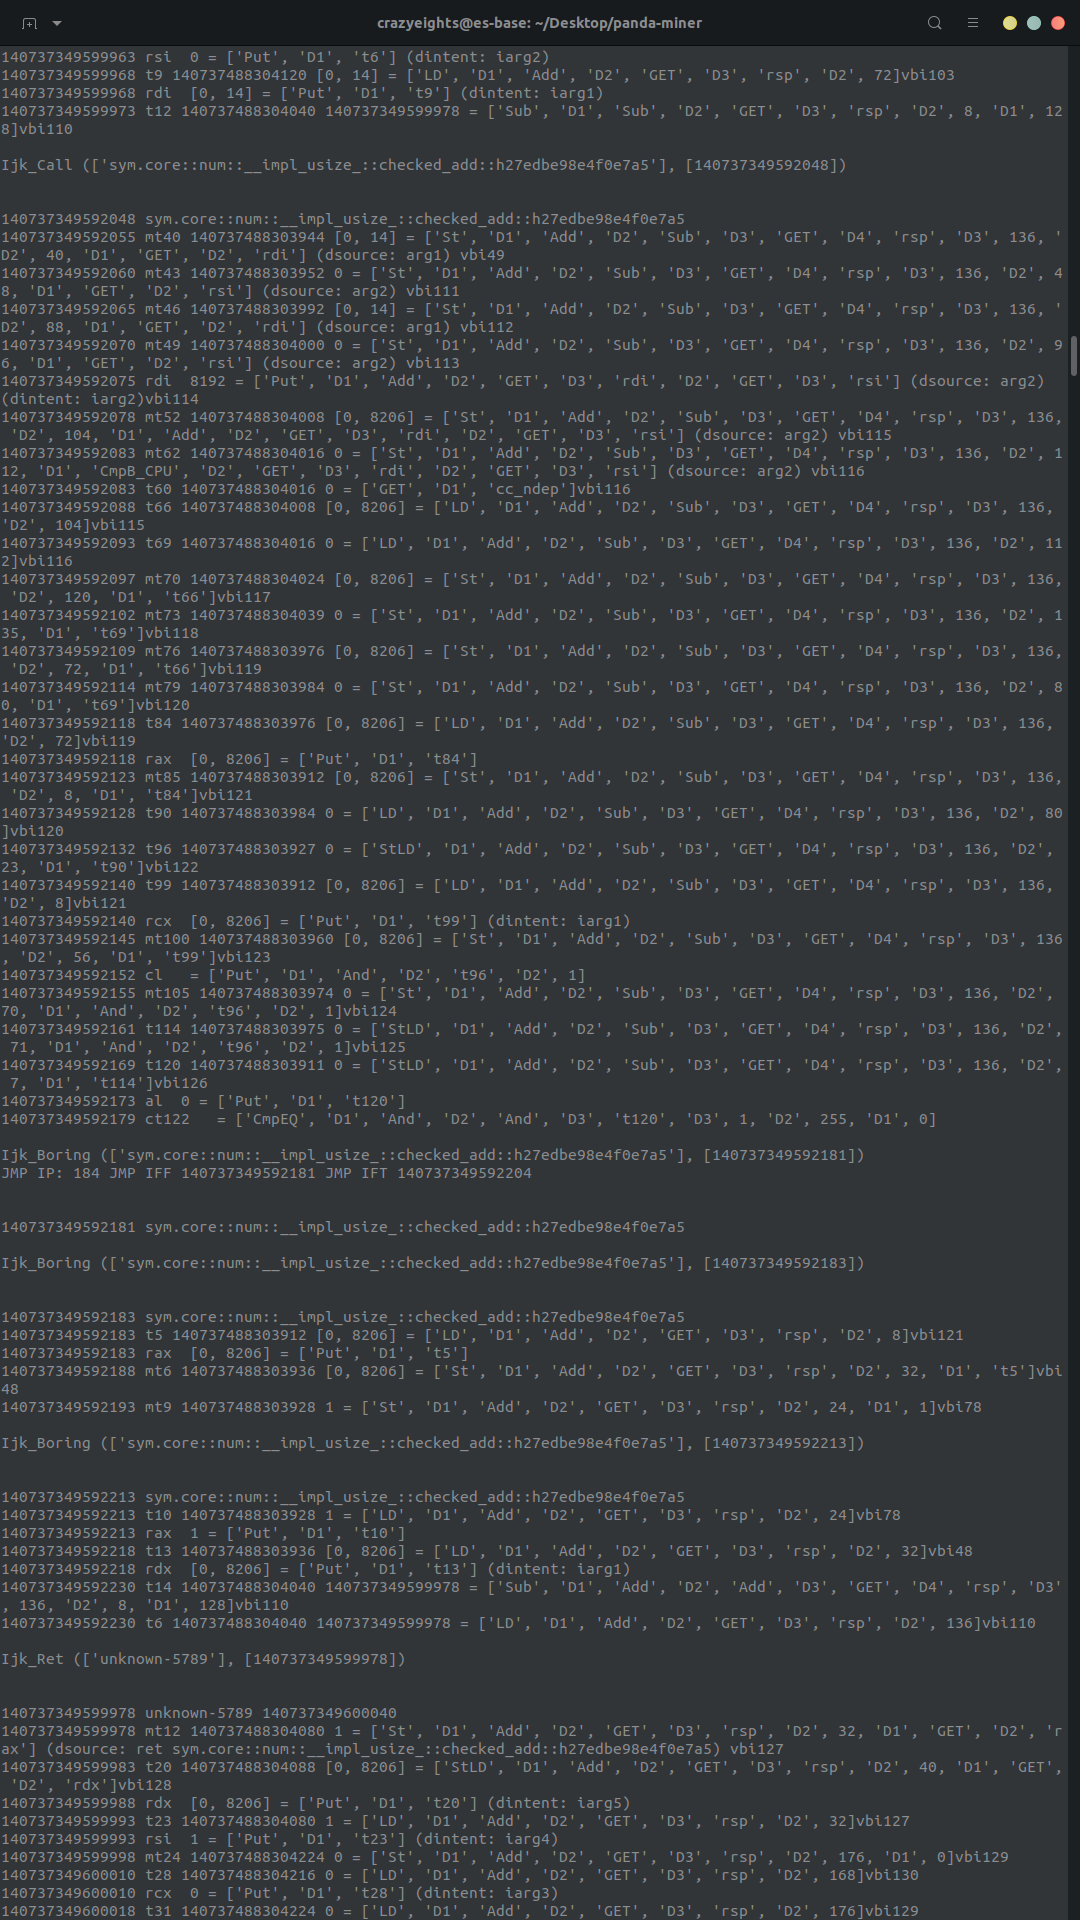 crazyeights@es-base: ~/Desktop/panda-miner
140737349599963 rsi  0 = ['Put', 'D1', 't6'] (dintent: iarg2)
140737349599968 t9 140737488304120 [0, 14] = ['LD', 'D1', 'Add', 'D2', 'GET', 'D3', 'rsp', 'D2', 72]vbi103
140737349599968 rdi  [0, 14] = ['Put', 'D1', 't9'] (dintent: iarg1)
140737349599973 t12 140737488304040 140737349599978 = ['Sub', 'D1', 'Sub', 'D2', 'GET', 'D3', 'rsp', 'D2', 8, 'D1', 12
8]vbi110
Ijk_Call (['sym.core::num::__impl_usize_::checked_add::h27edbe98e4f0e7a5'], [140737349592048])
140737349592048 sym.core::num::__impl_usize_::checked_add::h27edbe98e4f0e7a5
140737349592055 mt40 140737488303944 [0, 14] = ['St', 'D1', 'Add', 'D2', 'Sub', 'D3', 'GET', 'D4', 'rsp', 'D3', 136, '
D2', 40, 'D1', 'GET', 'D2', 'rdi'] (dsource: arg1) vbi49
140737349592060 mt43 140737488303952 0 = ['St', 'D1', 'Add', 'D2', 'Sub', 'D3', 'GET', 'D4', 'rsp', 'D3', 136, 'D2', 4
8, 'D1', 'GET', 'D2', 'rsi'] (dsource: arg2) vbi111
140737349592065 mt46 140737488303992 [0, 14] = ['St', 'D1', 'Add', 'D2', 'Sub', 'D3', 'GET', 'D4', 'rsp', 'D3', 136, '
D2', 88, 'D1', 'GET', 'D2', 'rdi'] (dsource: arg1) vbi112
140737349592070 mt49 140737488304000 0 = ['St', 'D1', 'Add', 'D2', 'Sub', 'D3', 'GET', 'D4', 'rsp', 'D3', 136, 'D2', 9
6, 'D1', 'GET', 'D2', 'rsi'] (dsource: arg2) vbi113
140737349592075 rdi  8192 = ['Put', 'D1', 'Add', 'D2', 'GET', 'D3', 'rdi', 'D2', 'GET', 'D3', 'rsi'] (dsource: arg2)
(dintent: iarg2)vbi114
140737349592078 mt52 140737488304008 [0, 8206] = ['St', 'D1', 'Add', 'D2', 'Sub', 'D3', 'GET', 'D4', 'rsp', 'D3', 136,
 'D2', 104, 'D1', 'Add', 'D2', 'GET', 'D3', 'rdi', 'D2', 'GET', 'D3', 'rsi'] (dsource: arg2) vbi115
140737349592083 mt62 140737488304016 0 = ['St', 'D1', 'Add', 'D2', 'Sub', 'D3', 'GET', 'D4', 'rsp', 'D3', 136, 'D2', 1
12, 'D1', 'CmpB_CPU', 'D2', 'GET', 'D3', 'rdi', 'D2', 'GET', 'D3', 'rsi'] (dsource: arg2) vbi116
140737349592083 t60 140737488304016 0 = ['GET', 'D1', 'cc_ndep']vbi116
140737349592088 t66 140737488304008 [0, 8206] = ['LD', 'D1', 'Add', 'D2', 'Sub', 'D3', 'GET', 'D4', 'rsp', 'D3', 136,
'D2', 104]vbi115
140737349592093 t69 140737488304016 0 = ['LD', 'D1', 'Add', 'D2', 'Sub', 'D3', 'GET', 'D4', 'rsp', 'D3', 136, 'D2', 11
2]vbi116
140737349592097 mt70 140737488304024 [0, 8206] = ['St', 'D1', 'Add', 'D2', 'Sub', 'D3', 'GET', 'D4', 'rsp', 'D3', 136,
 'D2', 120, 'D1', 't66']vbi117
140737349592102 mt73 140737488304039 0 = ['St', 'D1', 'Add', 'D2', 'Sub', 'D3', 'GET', 'D4', 'rsp', 'D3', 136, 'D2', 1
35, 'D1', 't69']vbi118
140737349592109 mt76 140737488303976 [0, 8206] = ['St', 'D1', 'Add', 'D2', 'Sub', 'D3', 'GET', 'D4', 'rsp', 'D3', 136,
 'D2', 72, 'D1', 't66']vbi119
140737349592114 mt79 140737488303984 0 = ['St', 'D1', 'Add', 'D2', 'Sub', 'D3', 'GET', 'D4', 'rsp', 'D3', 136, 'D2', 8
0, 'D1', 't69']vbi120
140737349592118 t84 140737488303976 [0, 8206] = ['LD', 'D1', 'Add', 'D2', 'Sub', 'D3', 'GET', 'D4', 'rsp', 'D3', 136,
'D2', 72]vbi119
140737349592118 rax  [0, 8206] = ['Put', 'D1', 't84']
140737349592123 mt85 140737488303912 [0, 8206] = ['St', 'D1', 'Add', 'D2', 'Sub', 'D3', 'GET', 'D4', 'rsp', 'D3', 136,
 'D2', 8, 'D1', 't84']vbi121
140737349592128 t90 140737488303984 0 = ['LD', 'D1', 'Add', 'D2', 'Sub', 'D3', 'GET', 'D4', 'rsp', 'D3', 136, 'D2', 80
]vbi120
140737349592132 t96 140737488303927 0 = ['StLD', 'D1', 'Add', 'D2', 'Sub', 'D3', 'GET', 'D4', 'rsp', 'D3', 136, 'D2',
23, 'D1', 't90']vbi122
140737349592140 t99 140737488303912 [0, 8206] = ['LD', 'D1', 'Add', 'D2', 'Sub', 'D3', 'GET', 'D4', 'rsp', 'D3', 136,
'D2', 8]vbi121
140737349592140 rcx  [0, 8206] = ['Put', 'D1', 't99'] (dintent: iarg1)
140737349592145 mt100 140737488303960 [0, 8206] = ['St', 'D1', 'Add', 'D2', 'Sub', 'D3', 'GET', 'D4', 'rsp', 'D3', 136
, 'D2', 56, 'D1', 't99']vbi123
140737349592152 cl   = ['Put', 'D1', 'And', 'D2', 't96', 'D2', 1]
140737349592155 mt105 140737488303974 0 = ['St', 'D1', 'Add', 'D2', 'Sub', 'D3', 'GET', 'D4', 'rsp', 'D3', 136, 'D2',
70, 'D1', 'And', 'D2', 't96', 'D2', 1]vbi124
140737349592161 t114 140737488303975 0 = ['StLD', 'D1', 'Add', 'D2', 'Sub', 'D3', 'GET', 'D4', 'rsp', 'D3', 136, 'D2',
 71, 'D1', 'And', 'D2', 't96', 'D2', 1]vbi125
140737349592169 t120 140737488303911 0 = ['StLD', 'D1', 'Add', 'D2', 'Sub', 'D3', 'GET', 'D4', 'rsp', 'D3', 136, 'D2',
 7, 'D1', 't114']vbi126
140737349592173 al  0 = ['Put', 'D1', 't120']
140737349592179 ct122   = ['CmpEQ', 'D1', 'And', 'D2', 'And', 'D3', 't120', 'D3', 1, 'D2', 255, 'D1', 0]
Ijk_Boring (['sym.core::num::__impl_usize_::checked_add::h27edbe98e4f0e7a5'], [140737349592181])
JMP IP: 184 JMP IFF 140737349592181 JMP IFT 140737349592204
140737349592181 sym.core::num::__impl_usize_::checked_add::h27edbe98e4f0e7a5
Ijk_Boring (['sym.core::num::__impl_usize_::checked_add::h27edbe98e4f0e7a5'], [140737349592183])
140737349592183 sym.core::num::__impl_usize_::checked_add::h27edbe98e4f0e7a5
140737349592183 t5 140737488303912 [0, 8206] = ['LD', 'D1', 'Add', 'D2', 'GET', 'D3', 'rsp', 'D2', 8]vbi121
140737349592183 rax  [0, 8206] = ['Put', 'D1', 't5']
140737349592188 mt6 140737488303936 [0, 8206] = ['St', 'D1', 'Add', 'D2', 'GET', 'D3', 'rsp', 'D2', 32, 'D1', 't5']vbi
48
140737349592193 mt9 140737488303928 1 = ['St', 'D1', 'Add', 'D2', 'GET', 'D3', 'rsp', 'D2', 24, 'D1', 1]vbi78
Ijk_Boring (['sym.core::num::__impl_usize_::checked_add::h27edbe98e4f0e7a5'], [140737349592213])
140737349592213 sym.core::num::__impl_usize_::checked_add::h27edbe98e4f0e7a5
140737349592213 t10 140737488303928 1 = ['LD', 'D1', 'Add', 'D2', 'GET', 'D3', 'rsp', 'D2', 24]vbi78
140737349592213 rax  1 = ['Put', 'D1', 't10']
140737349592218 t13 140737488303936 [0, 8206] = ['LD', 'D1', 'Add', 'D2', 'GET', 'D3', 'rsp', 'D2', 32]vbi48
140737349592218 rdx  [0, 8206] = ['Put', 'D1', 't13'] (dintent: iarg1)
140737349592230 t14 140737488304040 140737349599978 = ['Sub', 'D1', 'Add', 'D2', 'Add', 'D3', 'GET', 'D4', 'rsp', 'D3'
, 136, 'D2', 8, 'D1', 128]vbi110
140737349592230 t6 140737488304040 140737349599978 = ['LD', 'D1', 'Add', 'D2', 'GET', 'D3', 'rsp', 'D2', 136]vbi110
Ijk_Ret (['unknown-5789'], [140737349599978])
140737349599978 unknown-5789 140737349600040
140737349599978 mt12 140737488304080 1 = ['St', 'D1', 'Add', 'D2', 'GET', 'D3', 'rsp', 'D2', 32, 'D1', 'GET', 'D2', 'r
ax'] (dsource: ret sym.core::num::__impl_usize_::checked_add::h27edbe98e4f0e7a5) vbi127
140737349599983 t20 140737488304088 [0, 8206] = ['StLD', 'D1', 'Add', 'D2', 'GET', 'D3', 'rsp', 'D2', 40, 'D1', 'GET',
 'D2', 'rdx']vbi128
140737349599988 rdx  [0, 8206] = ['Put', 'D1', 't20'] (dintent: iarg5)
140737349599993 t23 140737488304080 1 = ['LD', 'D1', 'Add', 'D2', 'GET', 'D3', 'rsp', 'D2', 32]vbi127
140737349599993 rsi  1 = ['Put', 'D1', 't23'] (dintent: iarg4)
140737349599998 mt24 140737488304224 0 = ['St', 'D1', 'Add', 'D2', 'GET', 'D3', 'rsp', 'D2', 176, 'D1', 0]vbi129
140737349600010 t28 140737488304216 0 = ['LD', 'D1', 'Add', 'D2', 'GET', 'D3', 'rsp', 'D2', 168]vbi130
140737349600010 rcx  0 = ['Put', 'D1', 't28'] (dintent: iarg3)
140737349600018 t31 140737488304224 0 = ['LD', 'D1', 'Add', 'D2', 'GET', 'D3', 'rsp', 'D2', 176]vbi129